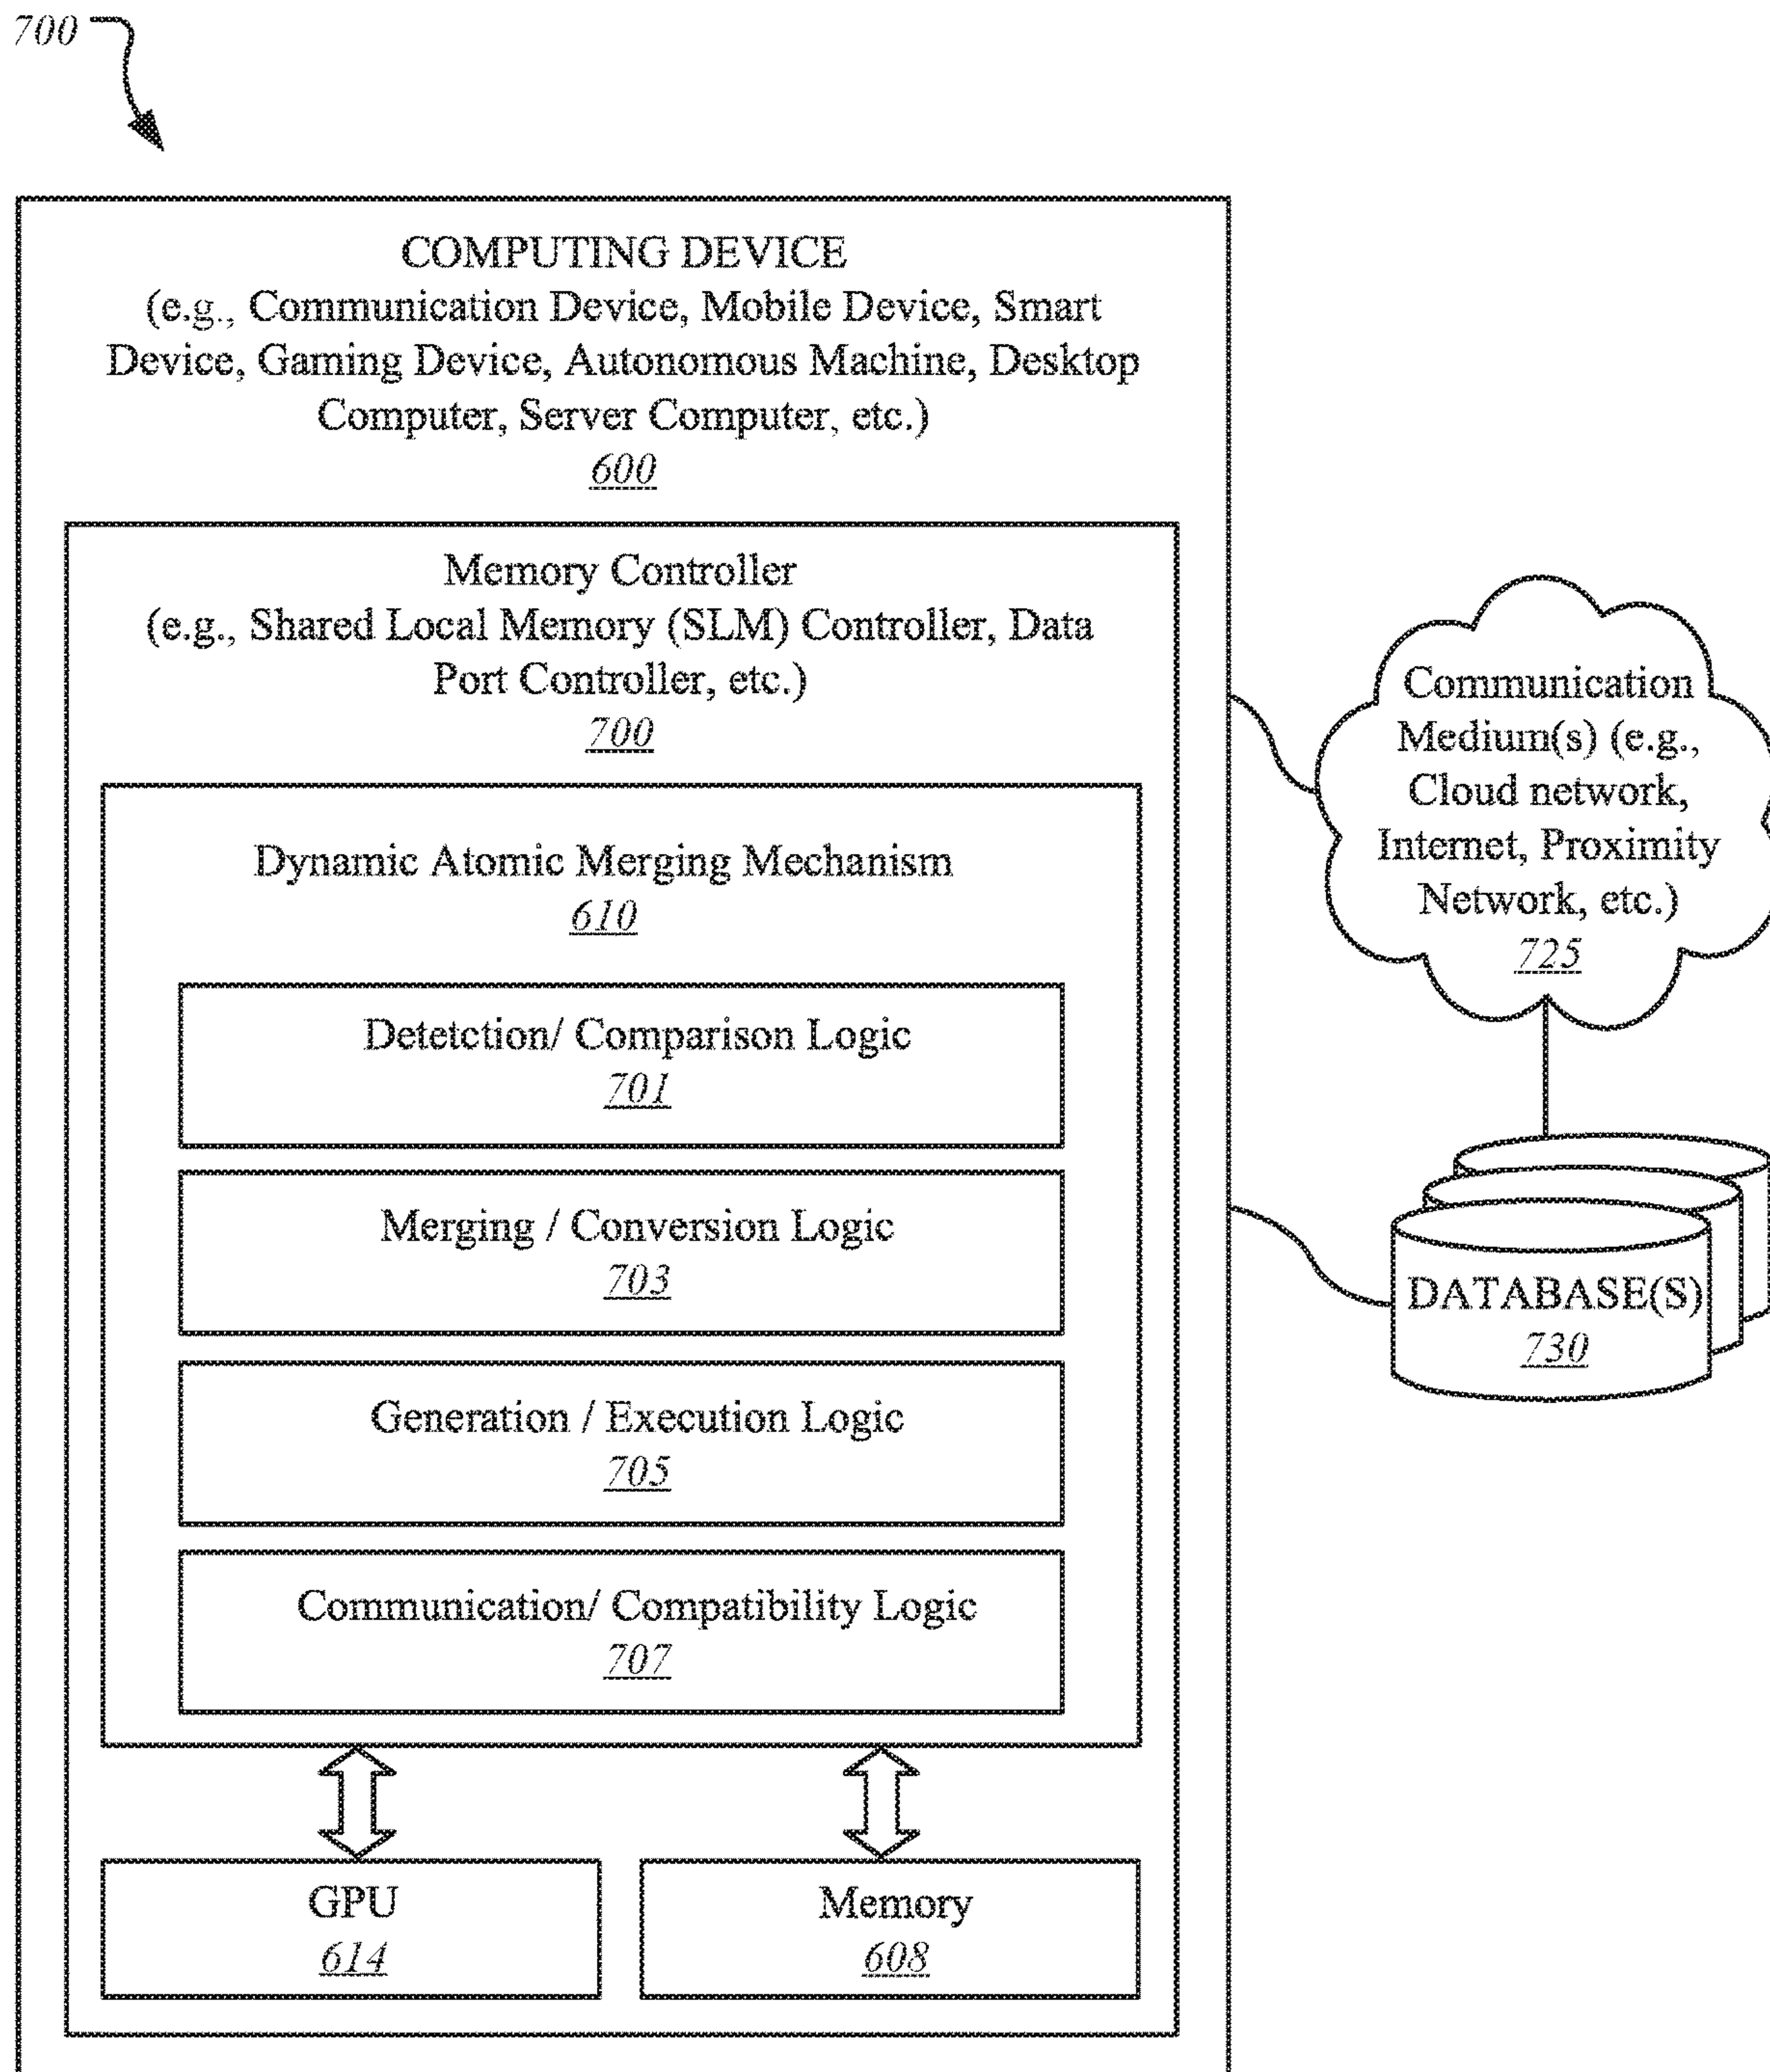 700
COMPUTING DEVICE
(e.g., Communication Device, Mobile Device, Smart
Device, Gaming Device, Autonomous Machine, Desktop
Computer, Server Computer, etc.)
600
Memory Controller
(e.g., Shared Local Memory (SLM) Controller, Data
Port Controller, etc.)
700
Dynamic Atomic Merging Mechanism
610
Detetction/ Comparison Logic
701
Merging / Conversion Logic
703
Generation / Execution Logic
705
Communication/ Compatibility Logic
707
GPU
614
Memory
608
Communication
Medium(s) (e.g.,
Cloud network,
Internet, Proximity
Network, etc.)
725
DATABASE(S)
730